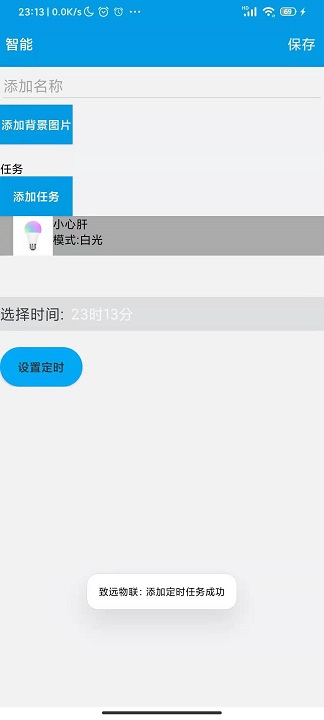 23:13 | 0.0K/s ···
HD 69
智能 保存
添加名称
添加背景图片
任务
添加任务
小心肝
模式:白光
选择时间: 23时13分
设置定时
致远物联: 添加定时任务成功